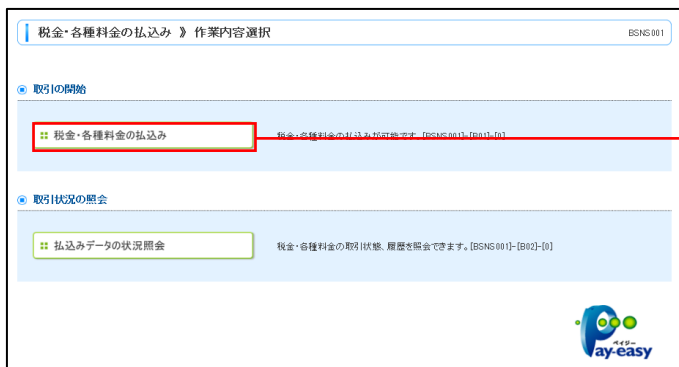 税金・各種料金の払込み 》 作業内容選択
BSNS001
取引の開始
税金・各種料金の払込み
税金・各種料金の払込みが可能です。[BSNS001]-[B01]-[0]
取引状況の照会
払込みデータの状況照会
税金・各種料金の取引状態、履歴を照会できます。[BSNS001]-[B02]-[0]
ペイジー
Pay-easy